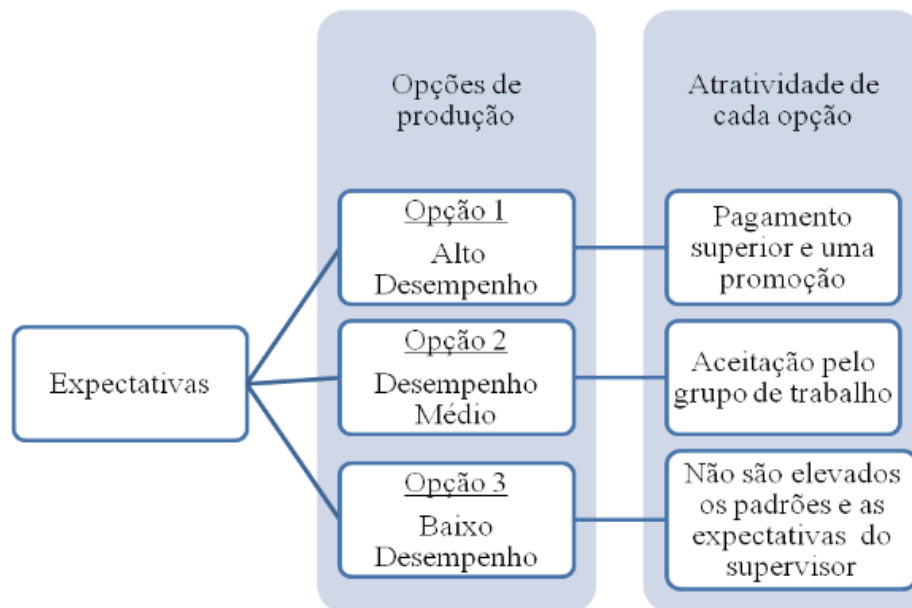 Opções de
produção
Atratividade de
cada opção
Expectativas
Opção 1
Alto
Desempenho
Pagamento
superior e uma
promoção
Opção 2
Desempenho
Médio
Aceitação pelo
grupo de trabalho
Opção 3
Baixo
Desempenho
Não são elevados
os padrões e as
expectativas do
supervisor